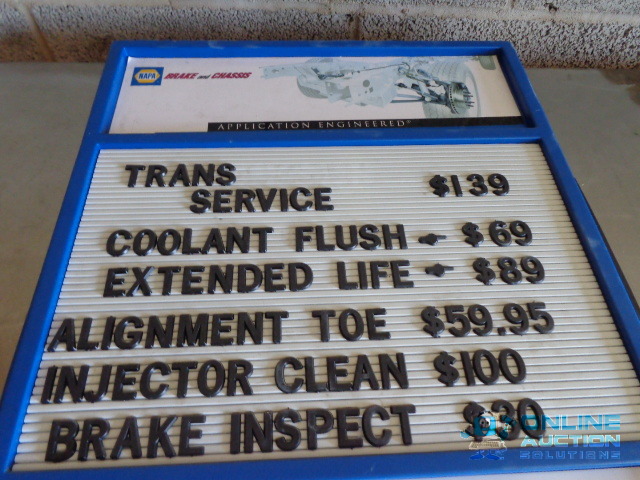 NAPA BRAKE and CHASSIS
APPLICATION ENGINEERED®
TRANS
SERVICE $139
COOLANT FLUSH - $69
EXTENDED LIFE - $89
ALIGNMENT TOE $59.95
INJECTOR CLEAN $100
BRAKE INSPECT $30
ONLINE
AUCTION
SOLUTIONS